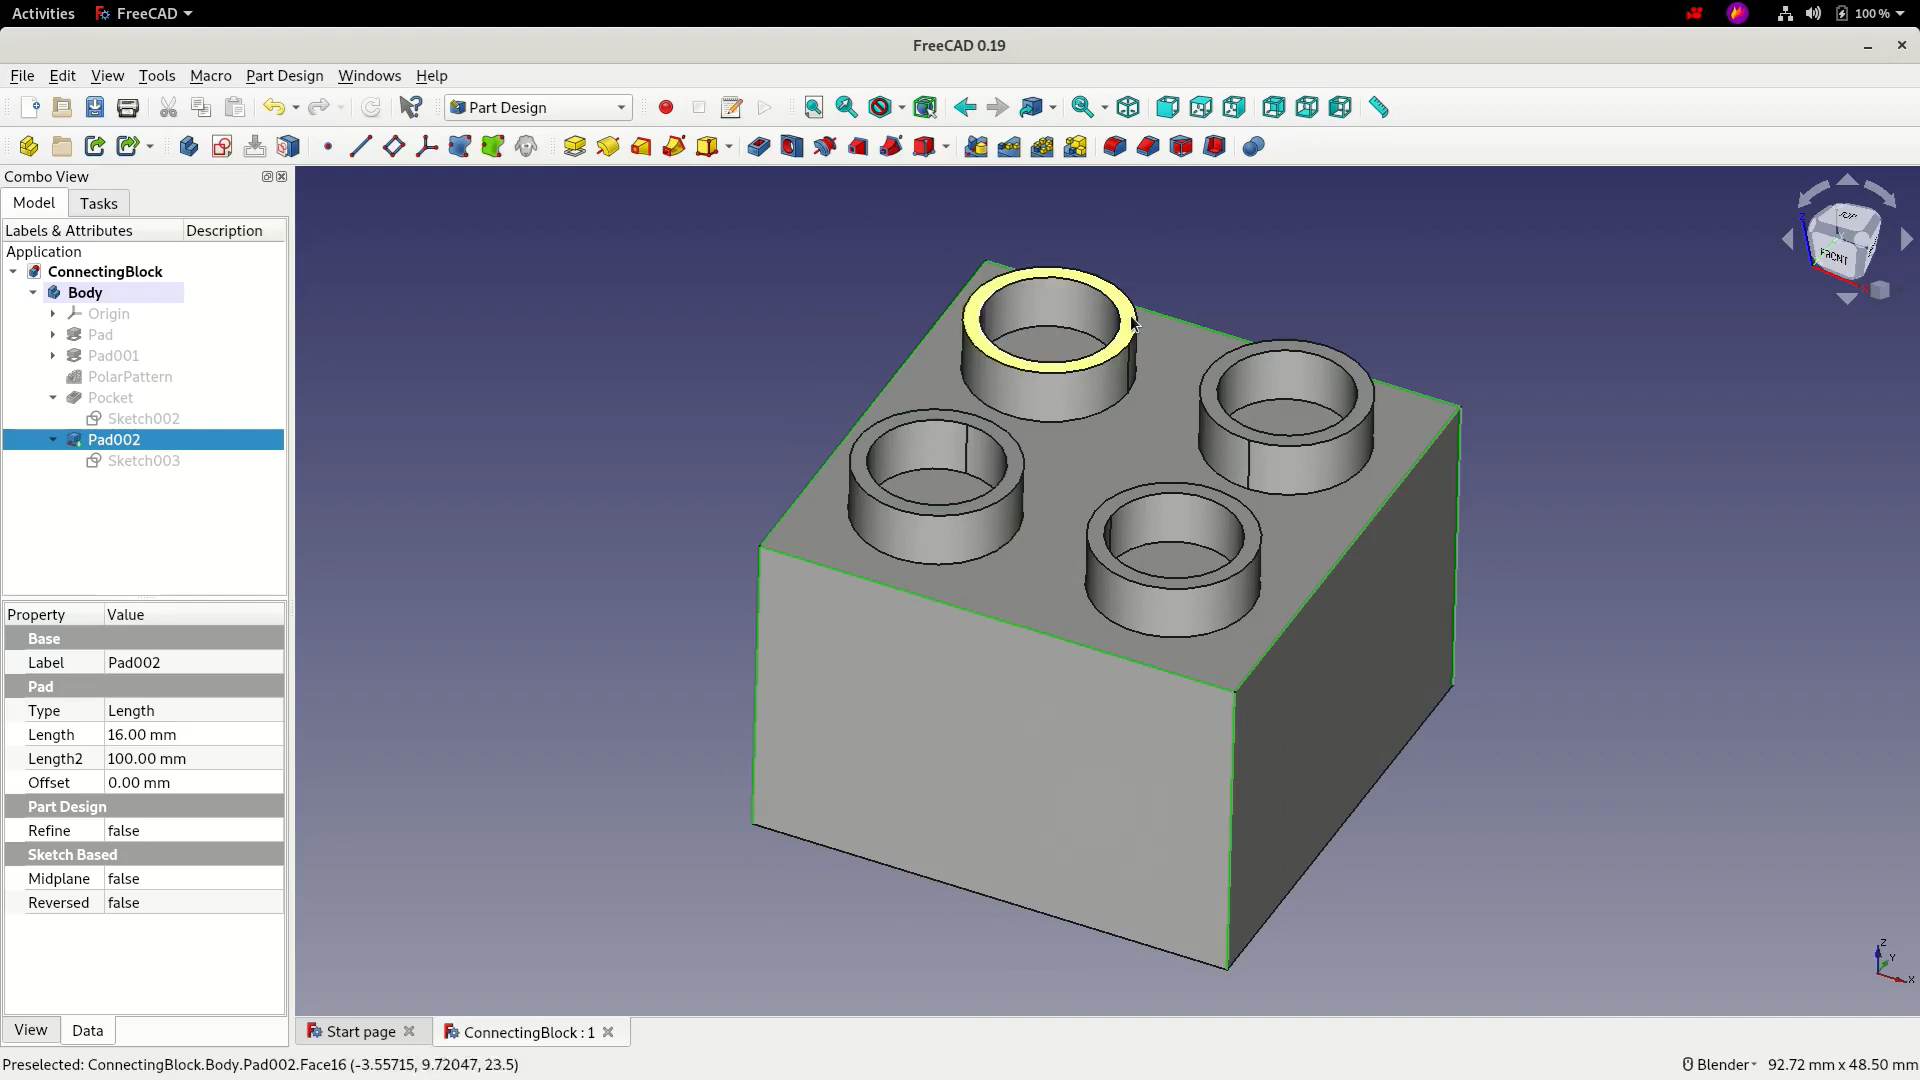 Activities FreeCAD 100 %
FreeCAD 0.19
File Edit View Tools Macro Part Design Windows Help
Part Design
Combo View
Model Tasks
Labels & Attributes Description
Application
ConnectingBlock
Body
Origin
Pad
Pad001
PolarPattern
Pocket
Sketch002
Pad002
Sketch003
TOP
FRONT
Z
X
Property Value
Base
Label Pad002
Pad
Type Length
Length 16.00 mm
Length2 100.00 mm
Offset 0.00 mm
Part Design
Refine false
Sketch Based
Midplane false
Reversed false
Z
Y
X
View Data
Start page ConnectingBlock : 1
Preselected: ConnectingBlock.Body.Pad002.Face16 (-3.55715, 9.72047, 23.5) Blender 92.72 mm x 48.50 mm